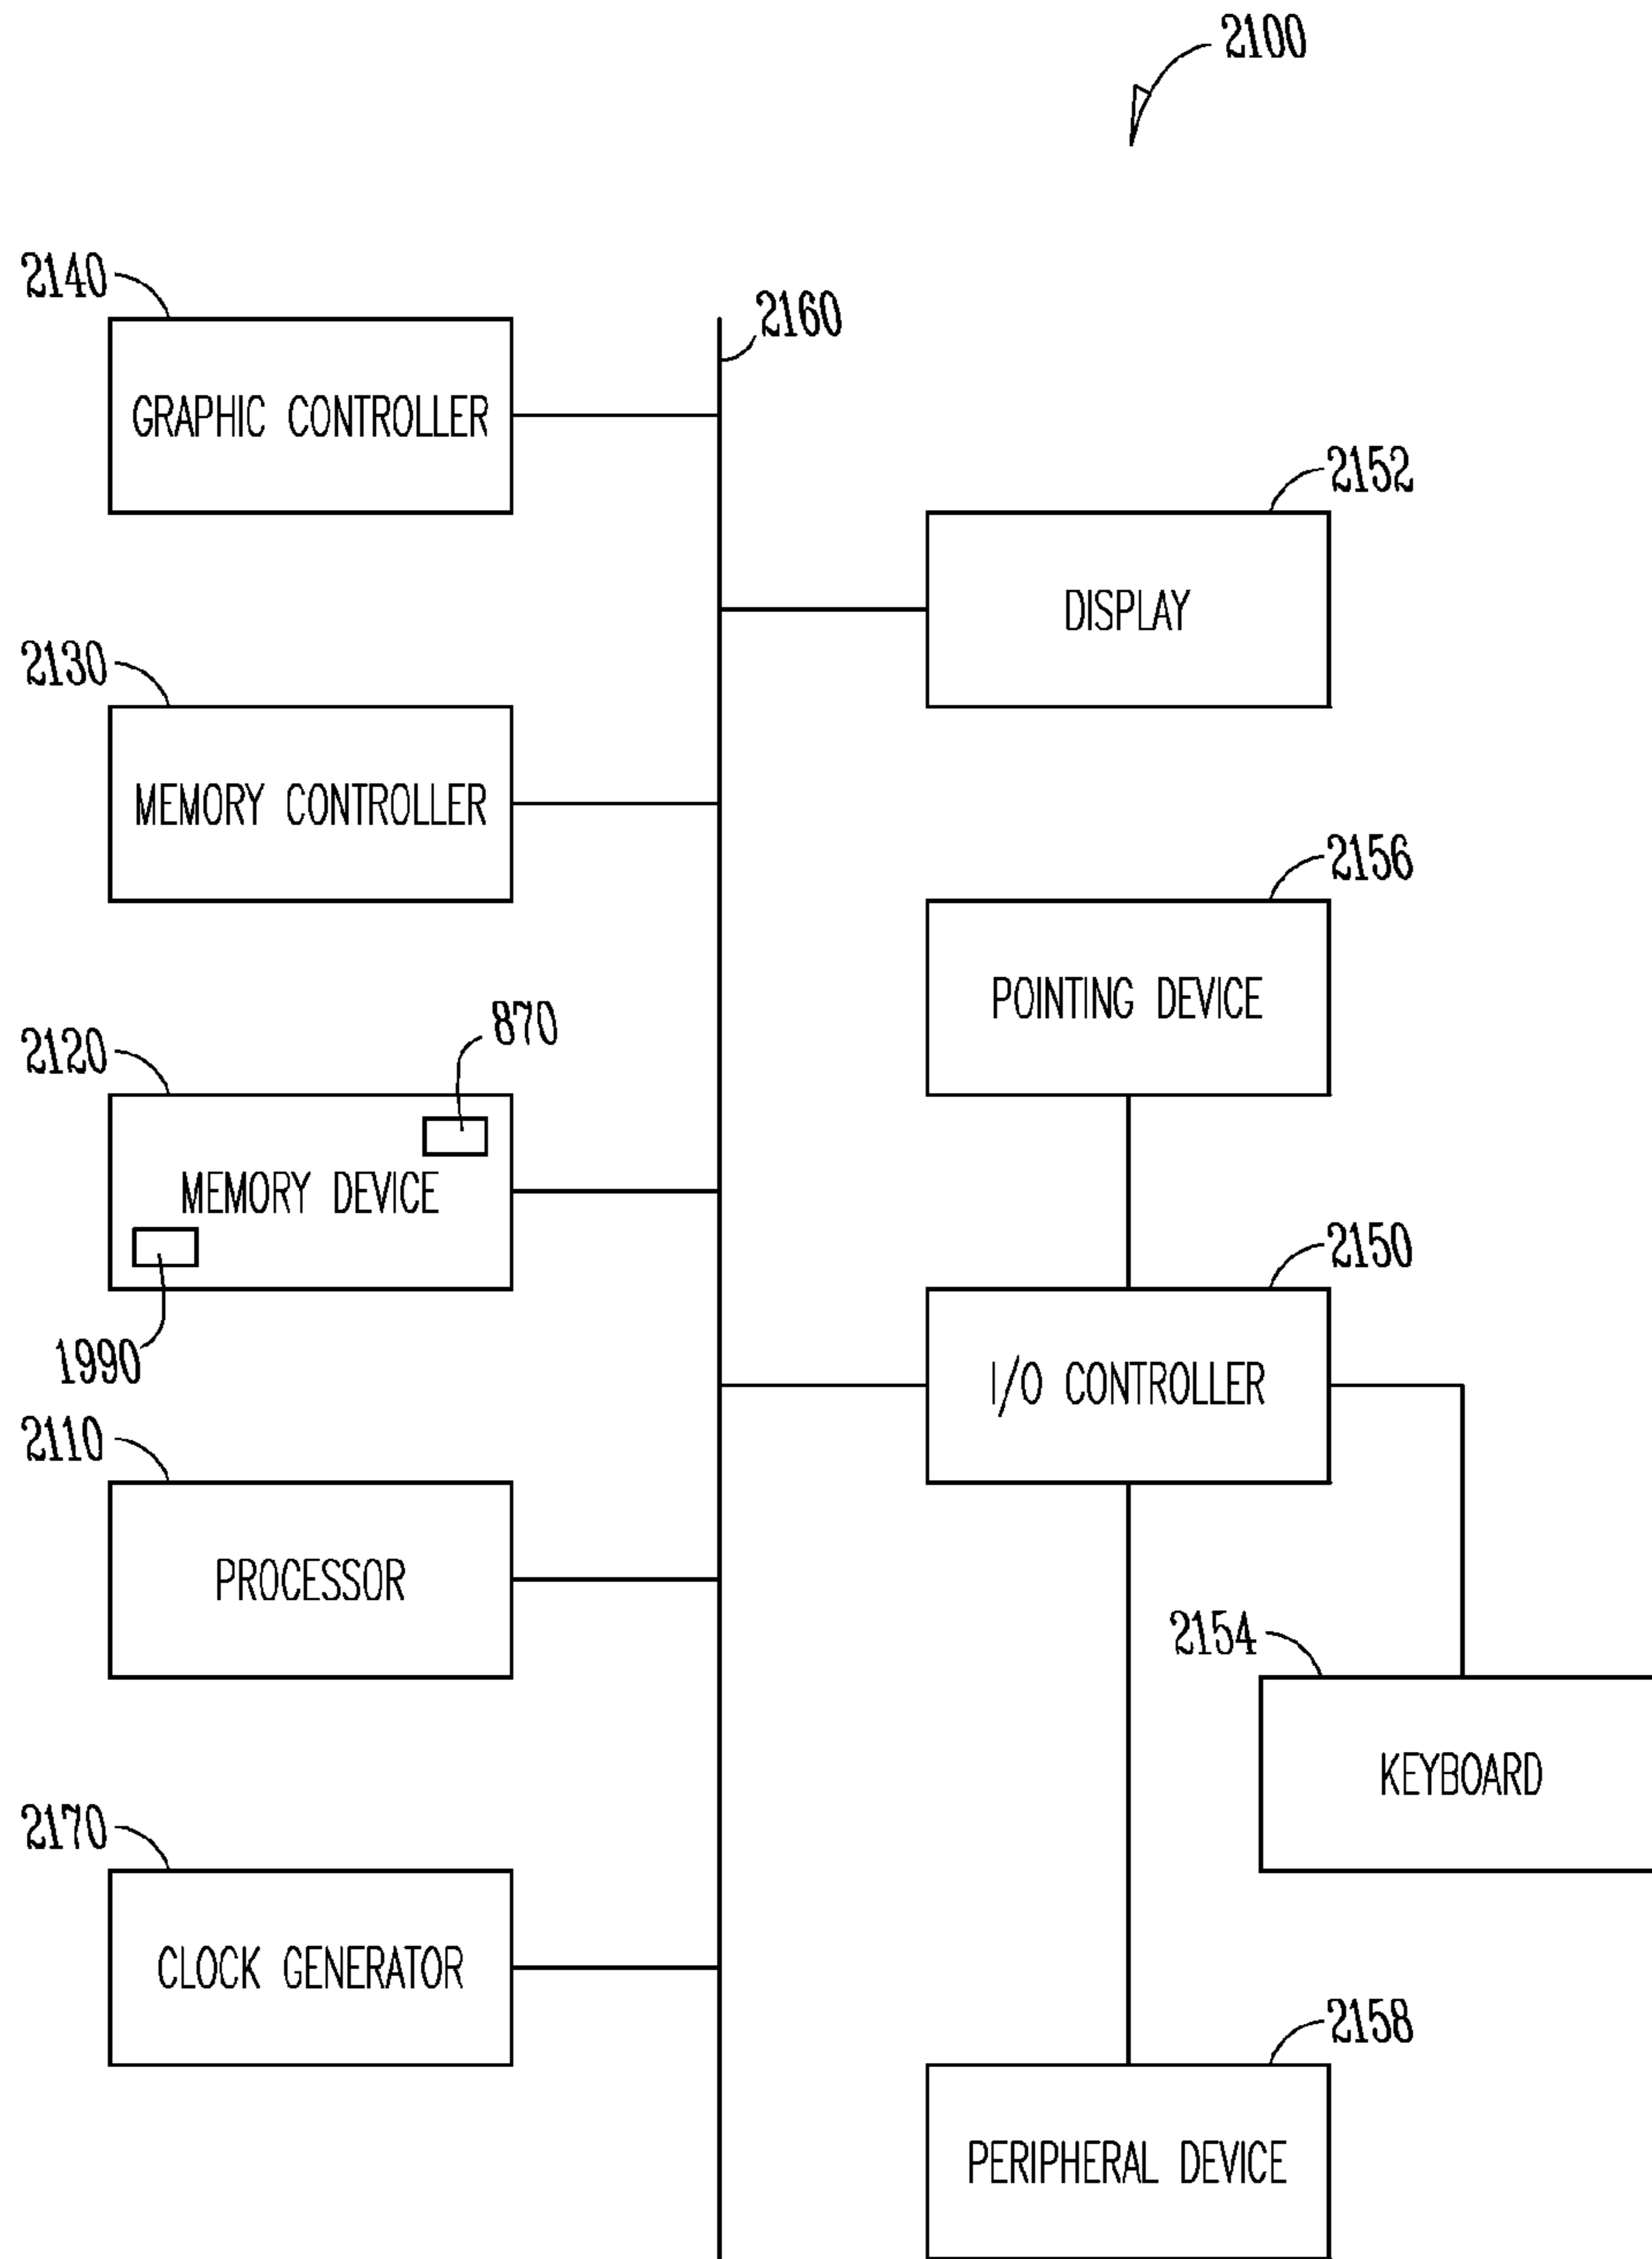 2100
2140
2160
GRAPHIC CONTROLLER
2152
DISPLAY
2130
MEMORY CONTROLLER
2156
POINTING DEVICE
870
2120
MEMORY DEVICE
2150
1990
I/O CONTROLLER
2110
PROCESSOR
2154
KEYBOARD
2170
CLOCK GENERATOR
2158
PERIPHERAL DEVICE